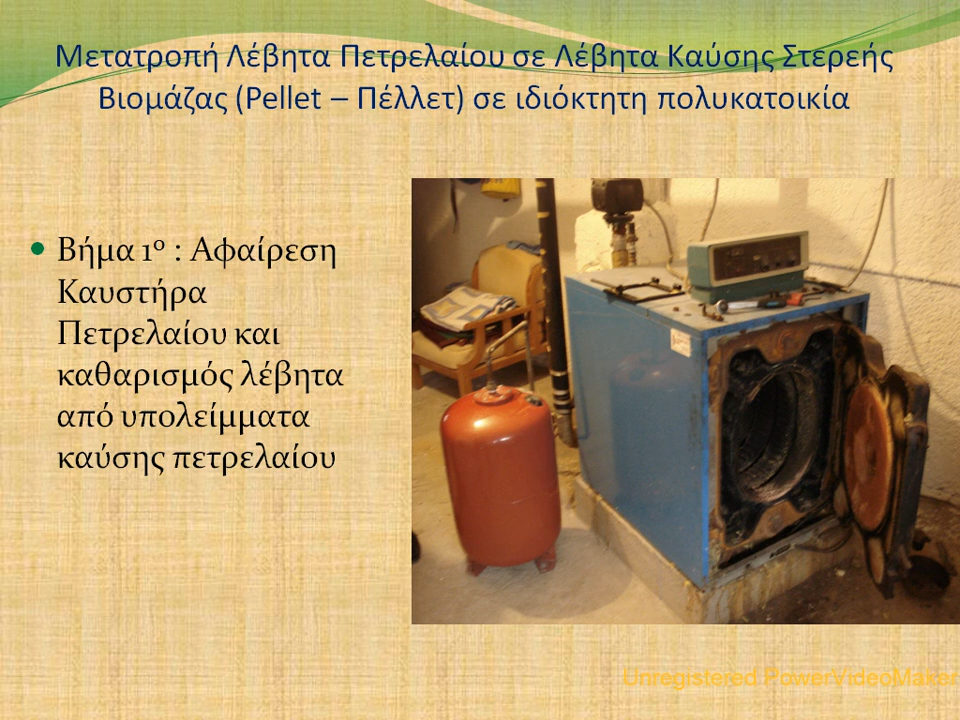 Μετατροπή Λέβητα Πετρελαίου σε Λέβητα Καύσης Στερεής
Βιομάζας (Pellet – Πέλλετ) σε ιδιόκτητη πολυκατοικία
• Βήμα 1ο : Αφαίρεση
Καυστήρα
Πετρελαίου και
καθαρισμός λέβητα
από υπολείμματα
καύσης πετρελαίου
Unregistered PowerVideoMaker